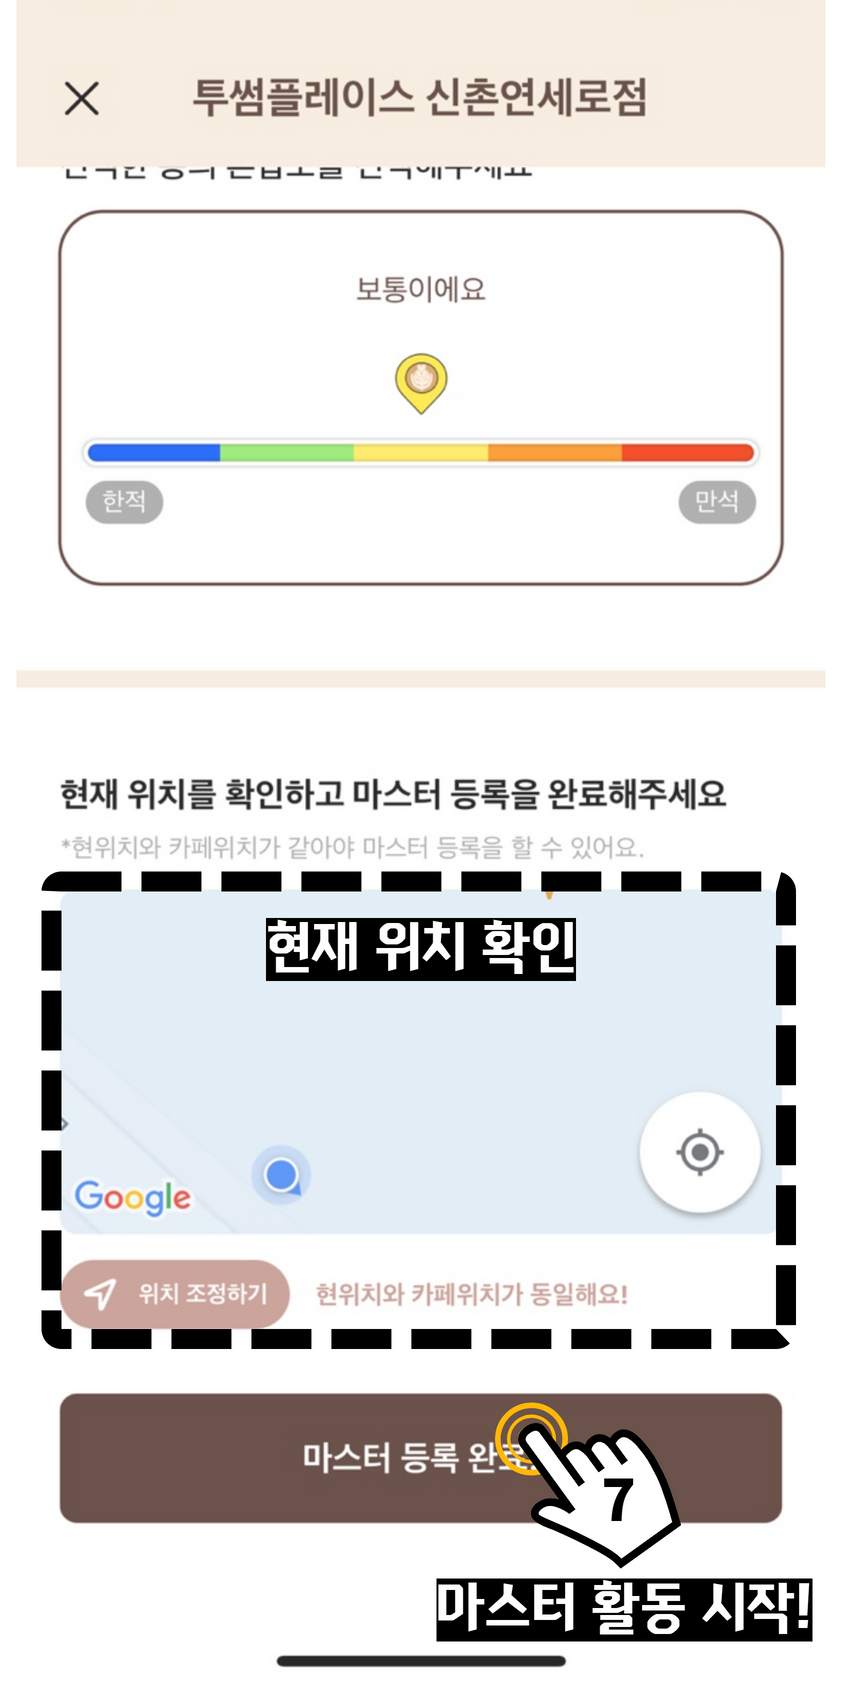 투썸플레이스 신촌연세로점
보통이에요
한적
만석
현재 위치를 확인하고 마스터 등록을 완료해주세요
*현위치와 카페위치가 같아야 마스터 등록을 할 수 있어요.
현재 위치 확인
Google
위치 조정하기
현위치와 카페위치가 동일해요!
마스터 등록
7
마스터 활동 시작!